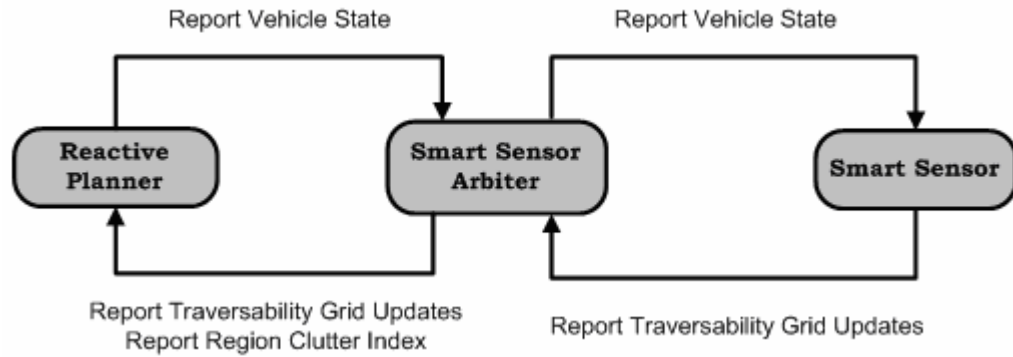 Report Vehicle State
Report Vehicle State
Reactive
Planner
Smart Sensor
Arbiter
Smart Sensor
Report Traversability Grid Updates
Report Region Clutter Index
Report Traversability Grid Updates